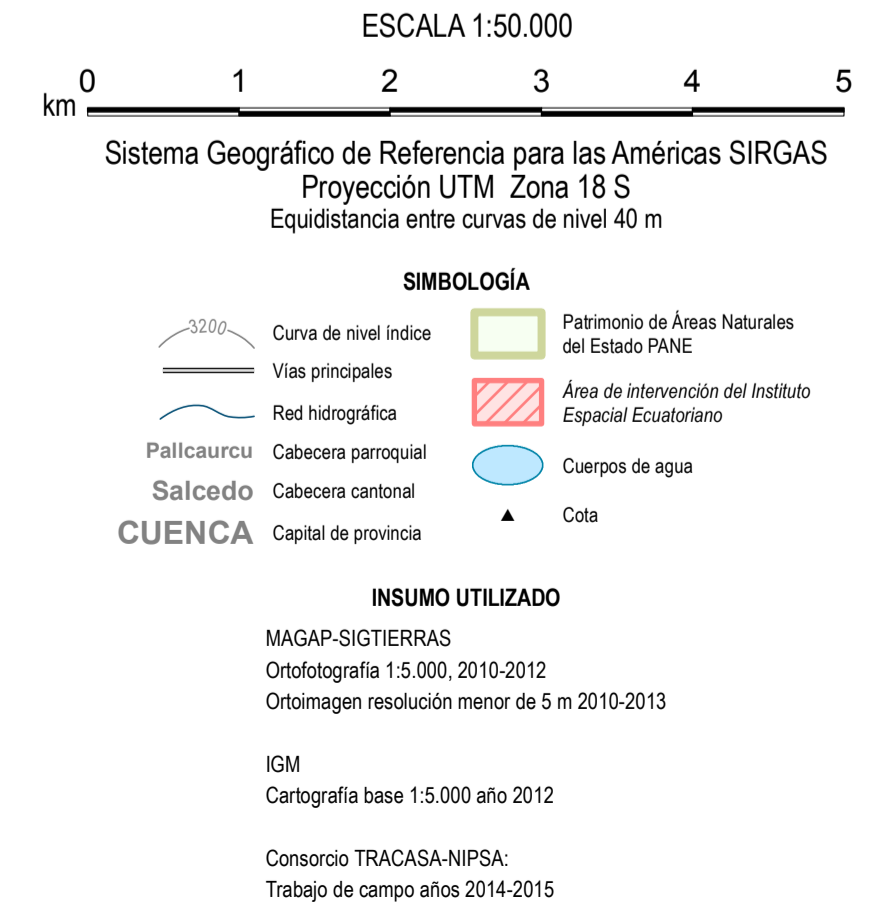 ESCALA 1:50.000
0 1 2 3 4 5
km
Sistema Geográfico de Referencia para las Américas SIRGAS
Proyección UTM Zona 18 S
Equidistancia entre curvas de nivel 40 m
SIMBOLOGÍA
3200
Curva de nivel índice
Vías principales
Red hidrográfica
Pallcaurcu Cabecera parroquial
Salcedo Cabecera cantonal
CUENCA Capital de provincia
Patrimonio de Áreas Naturales
del Estado PANE
Área de intervención del Instituto
Espacial Ecuatoriano
Cuerpos de agua
Cota
INSUMO UTILIZADO
MAGAP-SIGTIERRAS
Ortofotografía 1:5.000, 2010-2012
Ortoimagen resolución menor de 5 m 2010-2013
IGM
Cartografía base 1:5.000 año 2012
Consorcio TRACASA-NIPSA:
Trabajo de campo años 2014-2015